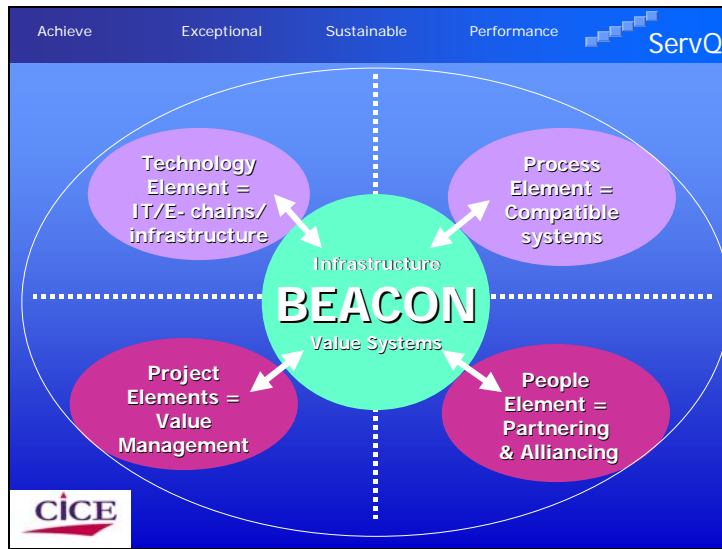 Achieve Exceptional Sustainable Performance
ServQ
Technology
Element =
IT/E- chains/
infrastructure
Process
Element =
Compatible
systems
Infrastructure
BEACON
Value Systems
Project
Elements =
Value
Management
People
Element =
Partnering
& Alliancing
CiCE